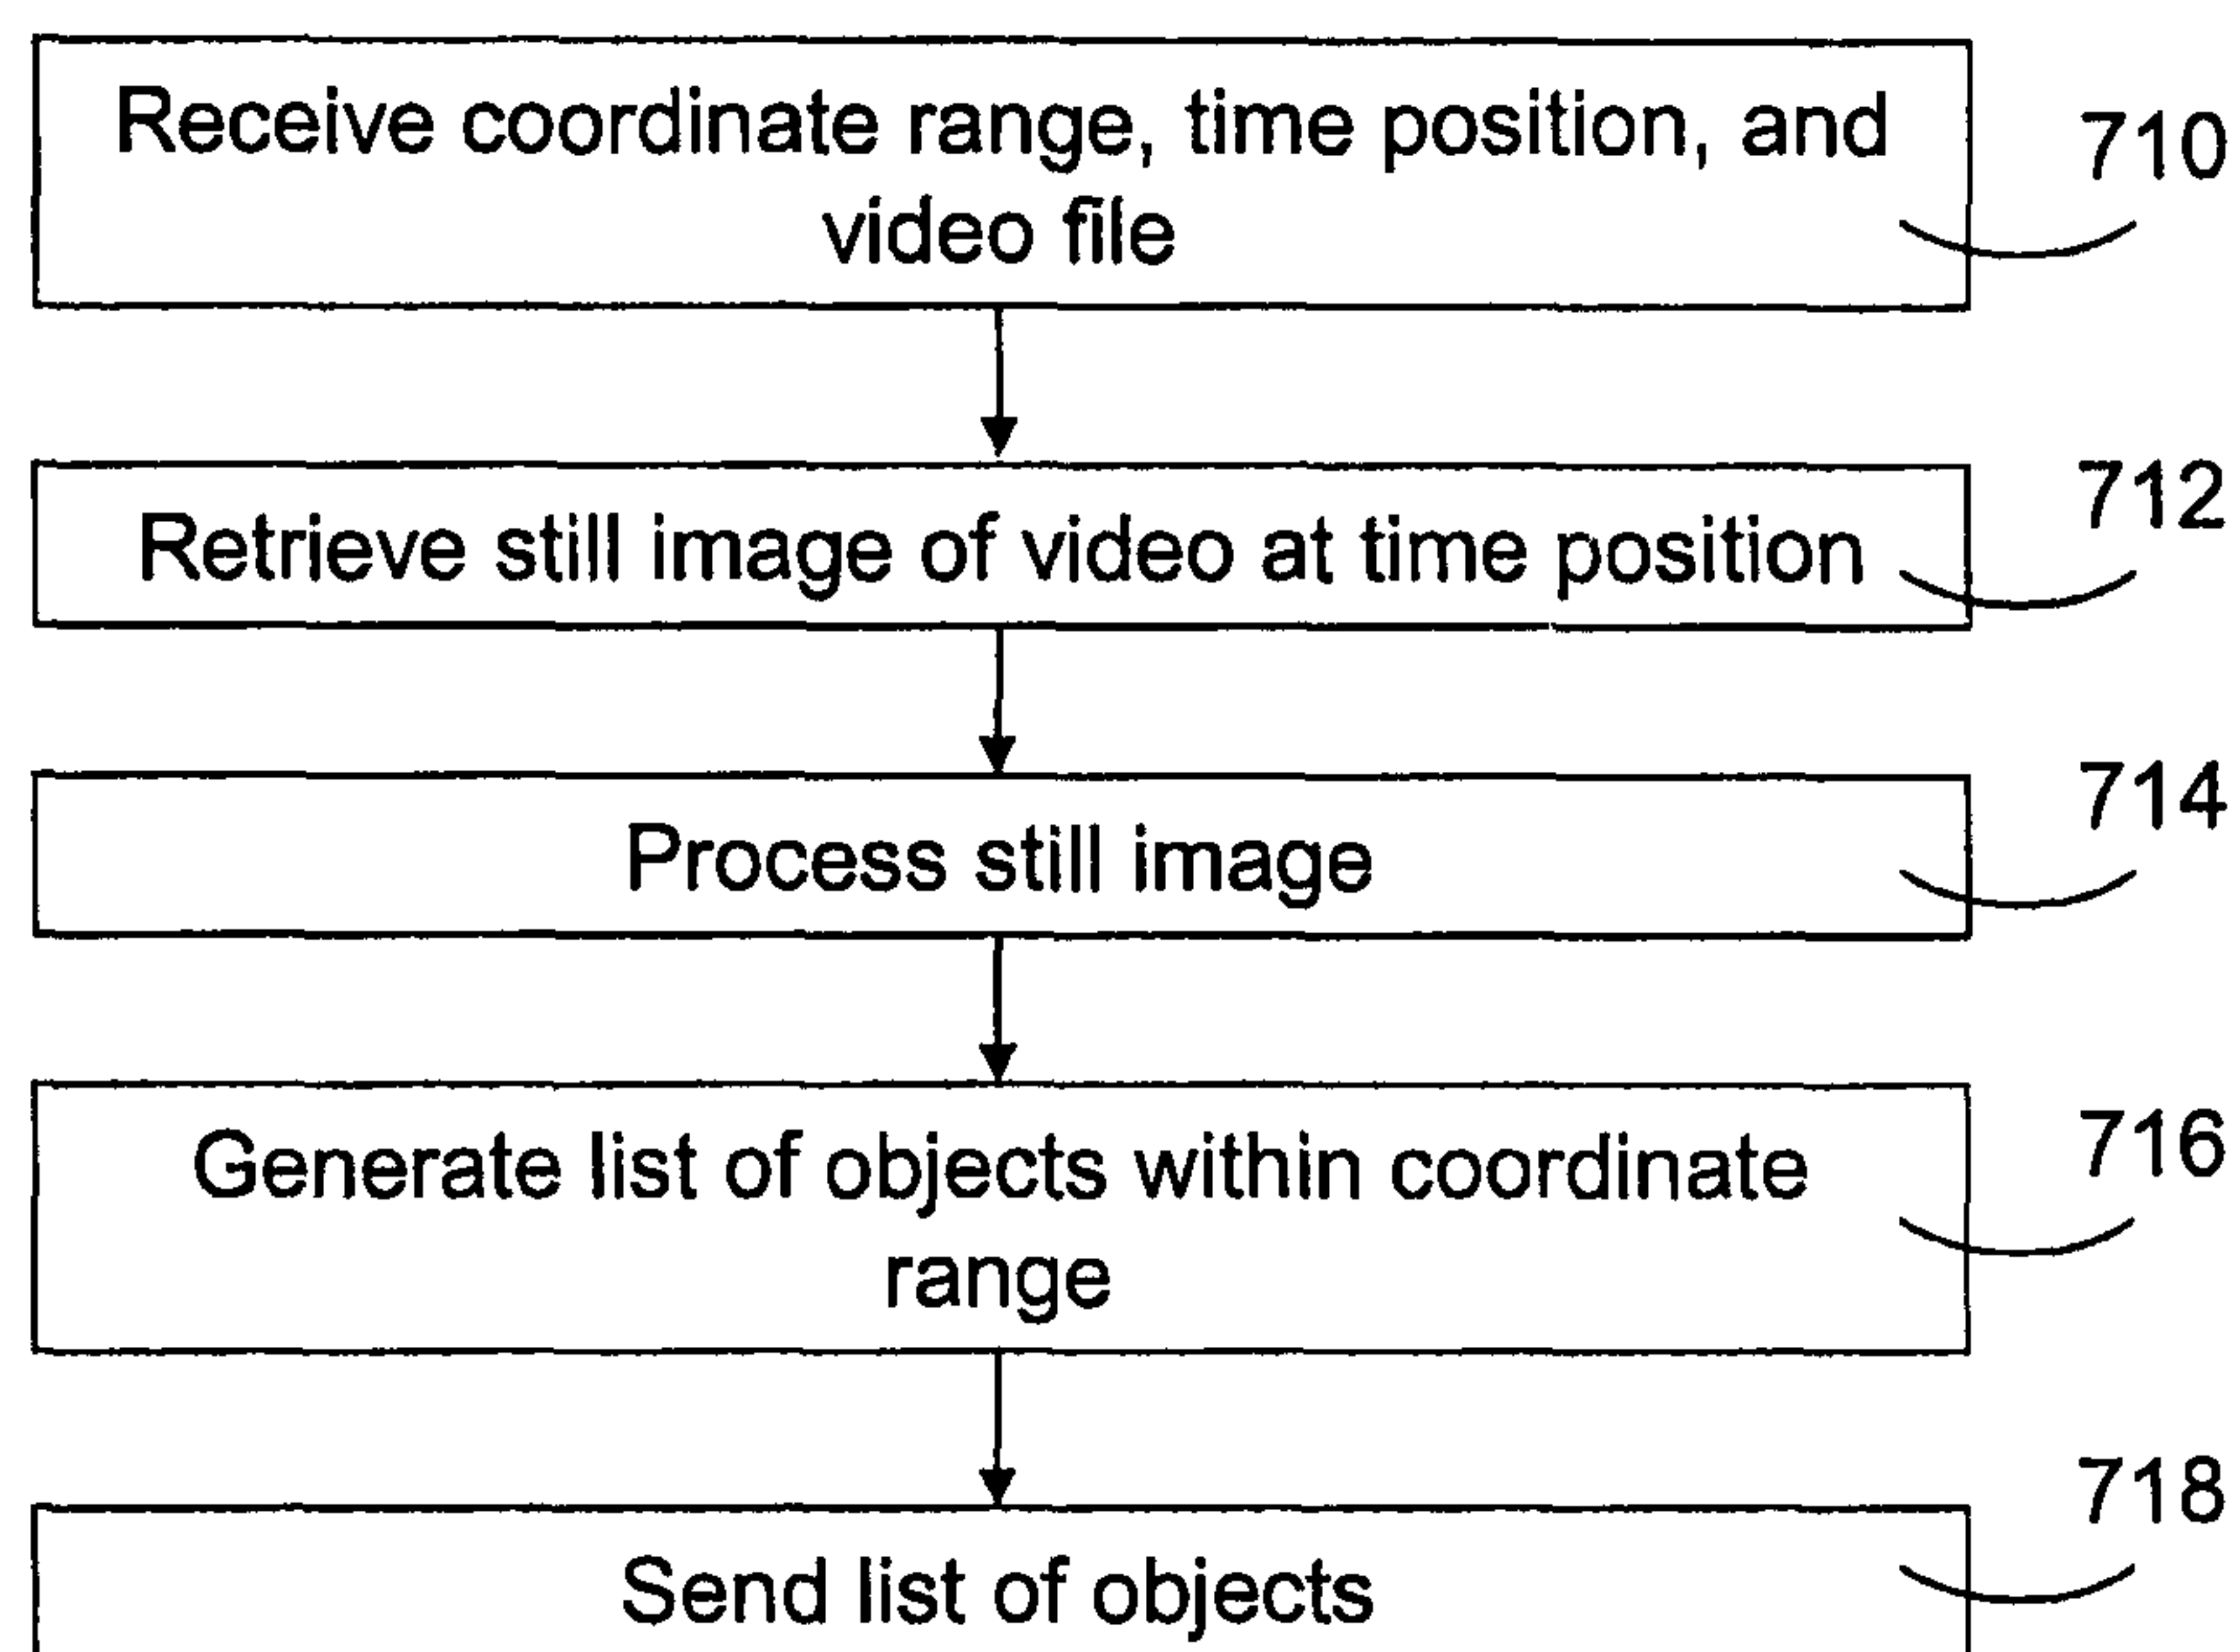 Receive coordinate range, time position, and
video file
710
Retrieve still image of video at time position
712
Process still image
714
Generate list of objects within coordinate
range
716
Send list of objects
718